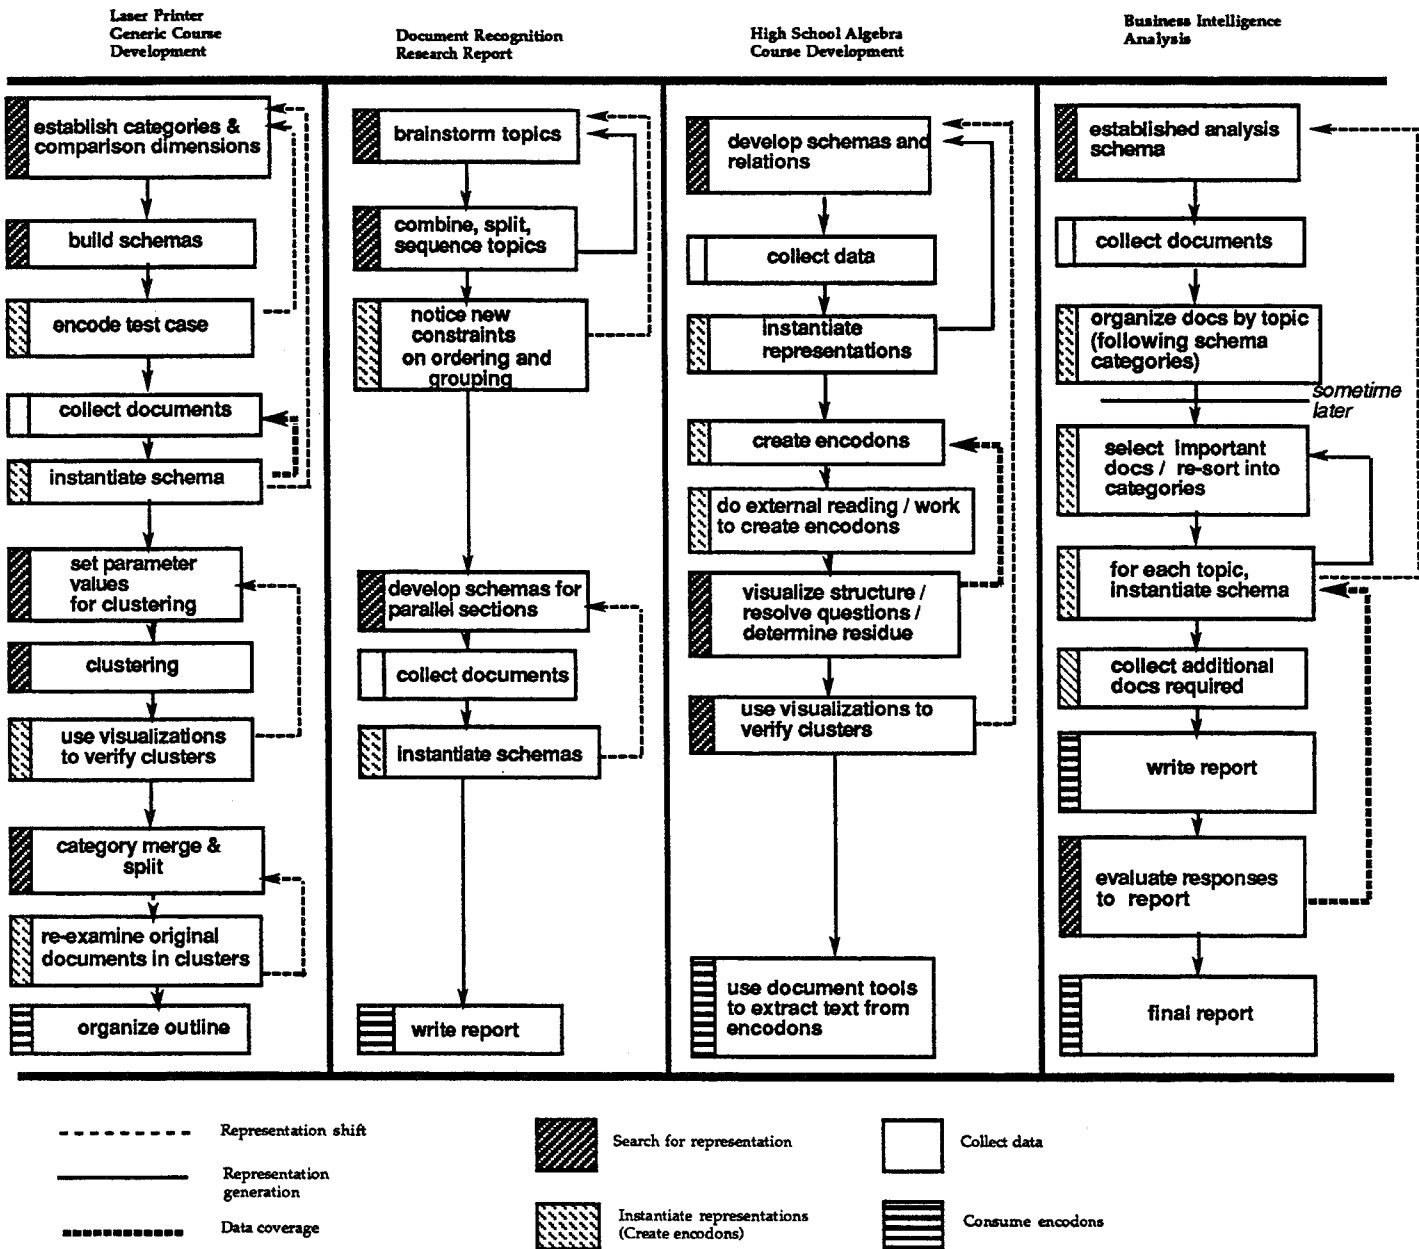 Laser Printer
Generic Course
Development
Document Recognition
Research Report
High School Algebra
Course Development
Business Intelligence
Analysis
establish categories &
comparison dimensions
build schemas
encode test case
collect documents
instantiate schema
set parameter
values
for clustering
clustering
use visualizations
to verify clusters
category merge &
split
re-examine original
documents in clusters
organize outline
brainstorm topics
combine, split,
sequence topics
notice new
constraints
on ordering and
grouping
develop schemas for
parallel sections
collect documents
instantiate schemas
write report
develop schemas and
relations
collect data
instantiate
representations
create encodons
do external reading / work
to create encodons
visualize structure /
resolve questions /
determine residue
use visualizations to
verify clusters
use document tools
to extract text from
encodons
established analysis
schema
collect documents
organize docs by topic
(following schema
categories)
sometime
later
select important
docs / re-sort into
categories
for each topic,
instantiate schema
collect additional
docs required
write report
evaluate responses
to report
final report
Representation shift
Representation
generation
Data coverage
Search for representation
Instantiate representations
(Create encodons)
Collect data
Consume encodons